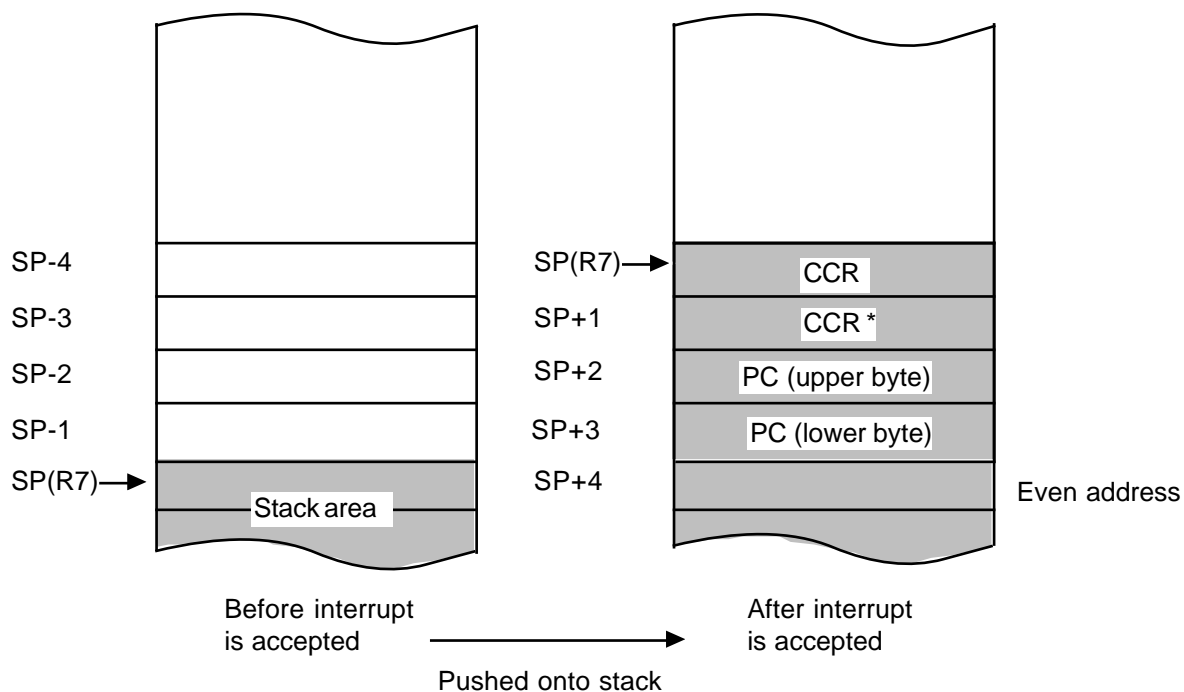 SP-4
SP-3
SP-2
SP-1
SP(R7)
Stack area
SP(R7)
SP+1
SP+2
SP+3
SP+4
CCR
CCR *
PC (upper byte)
PC (lower byte)
Even address
Before interrupt
is accepted
After interrupt
is accepted
Pushed onto stack